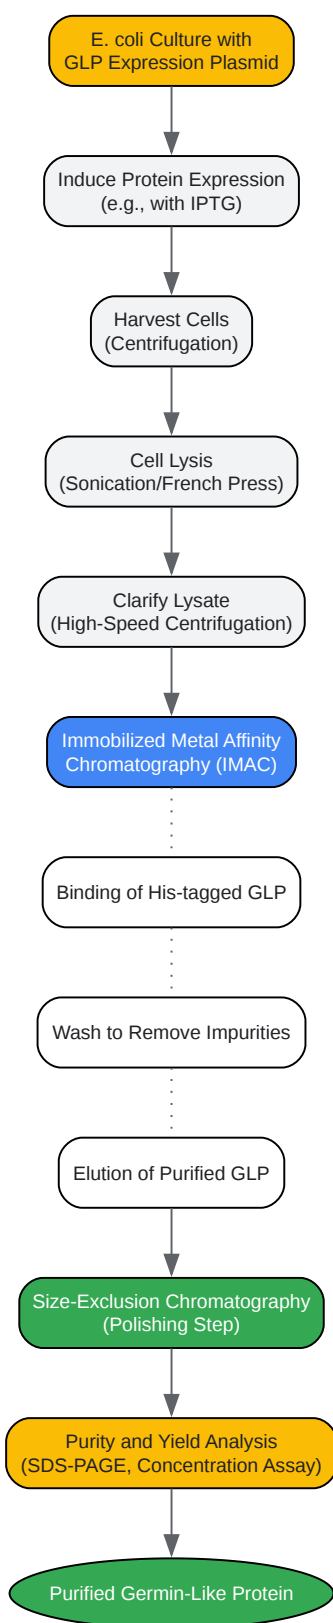 E. coli Culture with
GLP Expression Plasmid
Induce Protein Expression
(e.g., with IPTG)
Harvest Cells
(Centrifugation)
Cell Lysis
(Sonication/French Press)
Clarify Lysate
(High-Speed Centrifugation)
Immobilized Metal Affinity
Chromatography (IMAC)
Binding of His-tagged GLP
Wash to Remove Impurities
Elution of Purified GLP
Size-Exclusion Chromatography
(Polishing Step)
Purity and Yield Analysis
(SDS-PAGE, Concentration Assay)
Purified Germin-Like Protein